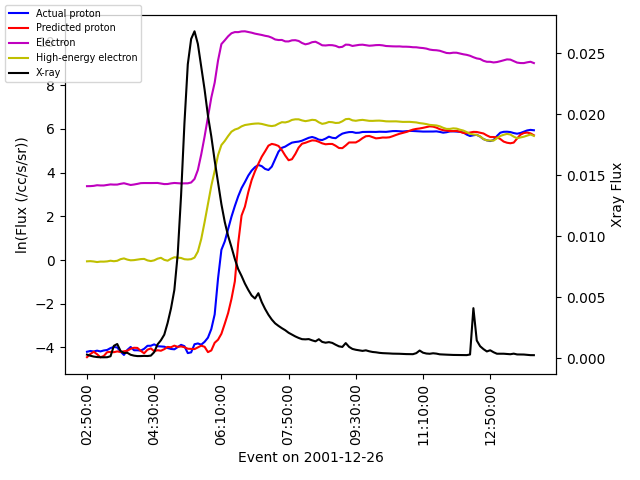 Actual proton
Predicted proton
Electron
High-energy electron
X-ray
8
6
4
2
0
−2
−4
ln(Flux (/cc/s/sr))
0.025
0.020
0.015
0.010
0.005
0.000
Xray Flux
02:50:00
04:30:00
06:10:00
07:50:00
09:30:00
11:10:00
12:50:00
Event on 2001-12-26